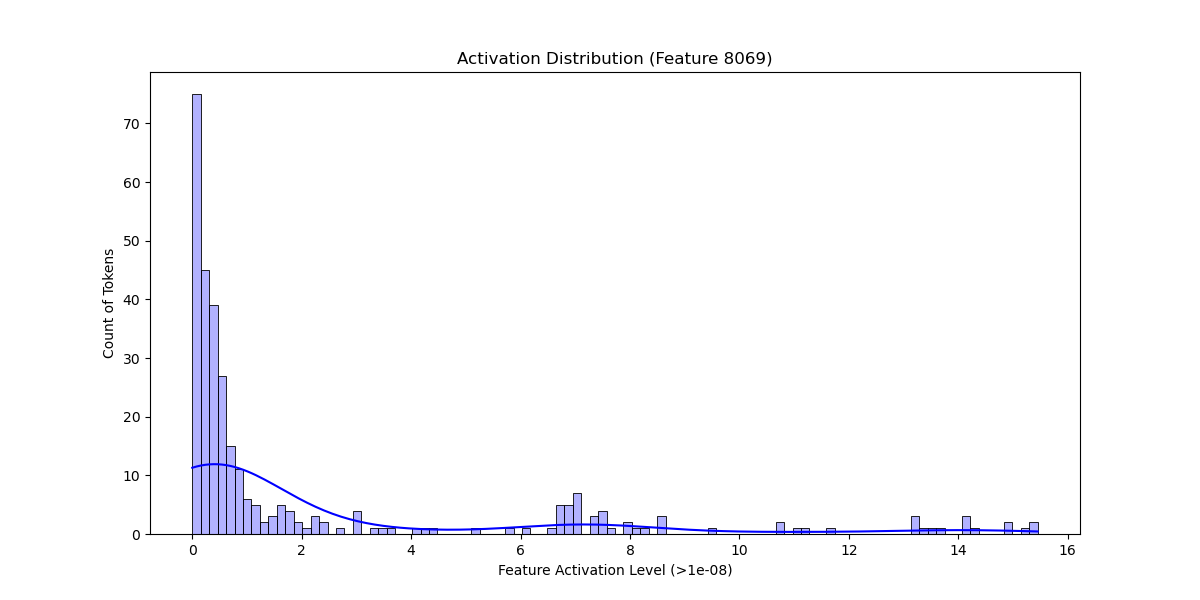 Activation Distribution (Feature 8069)
Count of Tokens
70
60
50
40
30
20
10
0
0 2 4 6 8 10 12 14 16
Feature Activation Level (>1e-08)